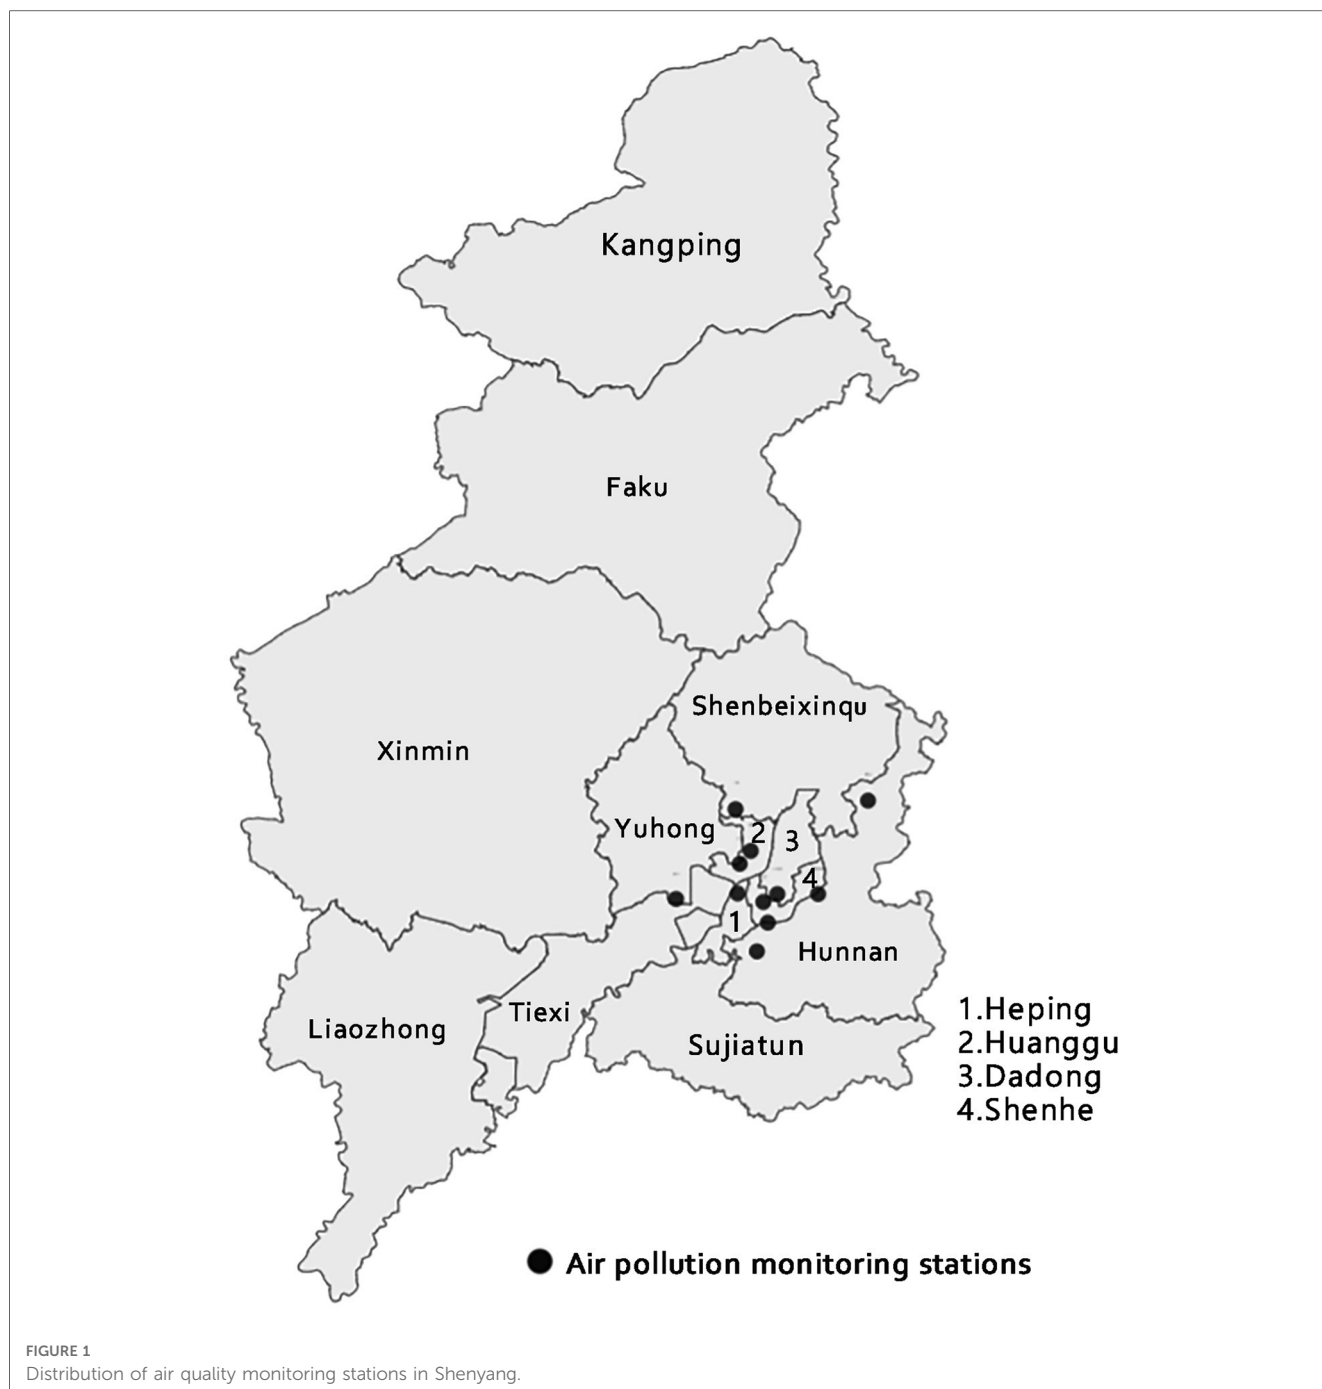 Kangping
Faku
Shenbeixinqu
Xinmin
Yuhong
2
3
4
1
Hunnan
Tiexi
Liaozhong
Sujiatun
1.Heping
2.Huanggu
3.Dadong
4.Shenhe
Air pollution monitoring stations
FIGURE 1
Distribution of air quality monitoring stations in Shenyang.